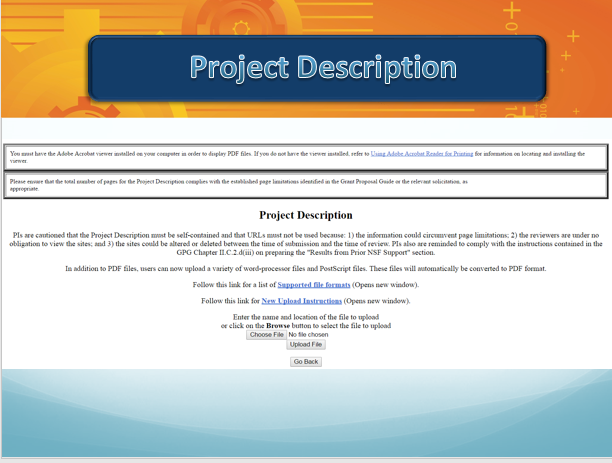 Project Description
You must have the Adobe Acrobat viewer installed on your computer in order to display PDF files. If you do not have the viewer installed, refer to Using Adobe Acrobat Reader for Printing for information on locating and installing the
viewer.
Please ensure that the total number of pages for the Project Description complies with the established page limitations identified in the Grant Proposal Guide or the relevant solicitation, as
appropriate.
Project Description
PIs are cautioned that the Project Description must be self-contained and that URLs must not be used because: 1) the information could circumvent page limitations; 2) the reviewers are under no
obligation to view the sites; and 3) the sites could be altered or deleted between the time of submission and the time of review. PIs also are reminded to comply with the instructions contained in the
GPG Chapter II.C.2.d(iii) on preparing the "Results from Prior NSF Support" section.
In addition to PDF files, users can now upload a variety of word-processor files and PostScript files. These files will automatically be converted to PDF format.
Follow this link for a list of Supported file formats (Opens new window).
Follow this link for New Upload Instructions (Opens new window).
Enter the name and location of the file to upload
or click on the Browse button to select the file to upload
Choose File No file chosen
Upload File
Go Back